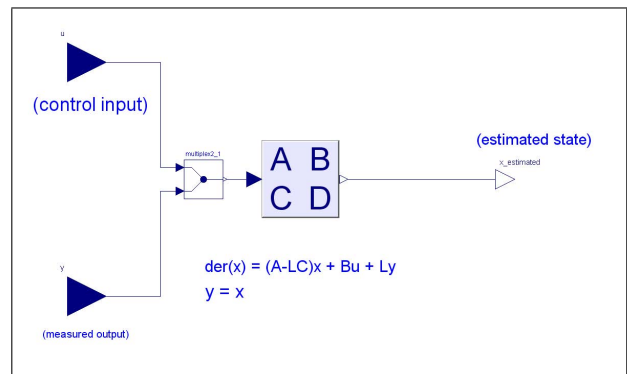 u
(control input)
multiplex2_1
A B
C D
(estimated state)
x_estimated
y
(measured output)
der(x) = (A-LC)x + Bu + Ly
y = x